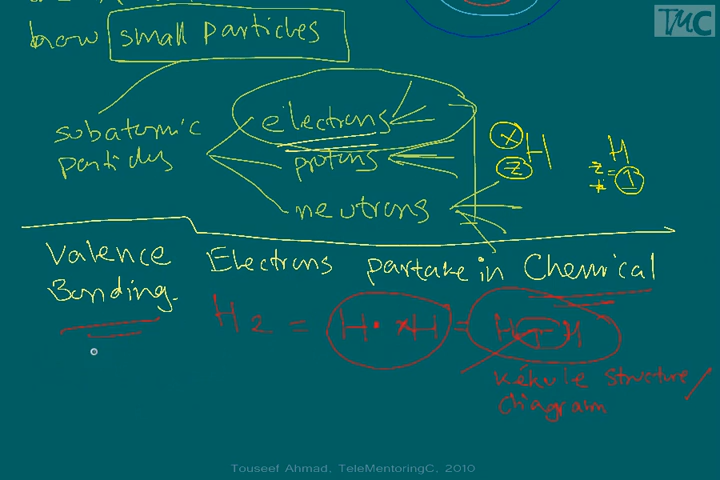 TMC
know small particles
subatomic
particles
electrons
protons
neutrons
x
z H
H
z = 1
Valence
Bonding.
Electrons partake in Chemical
H2 = H • x H = H – H
Kékule structure/
diagram
Touseef Ahmad, TeleMentoringC, 2010